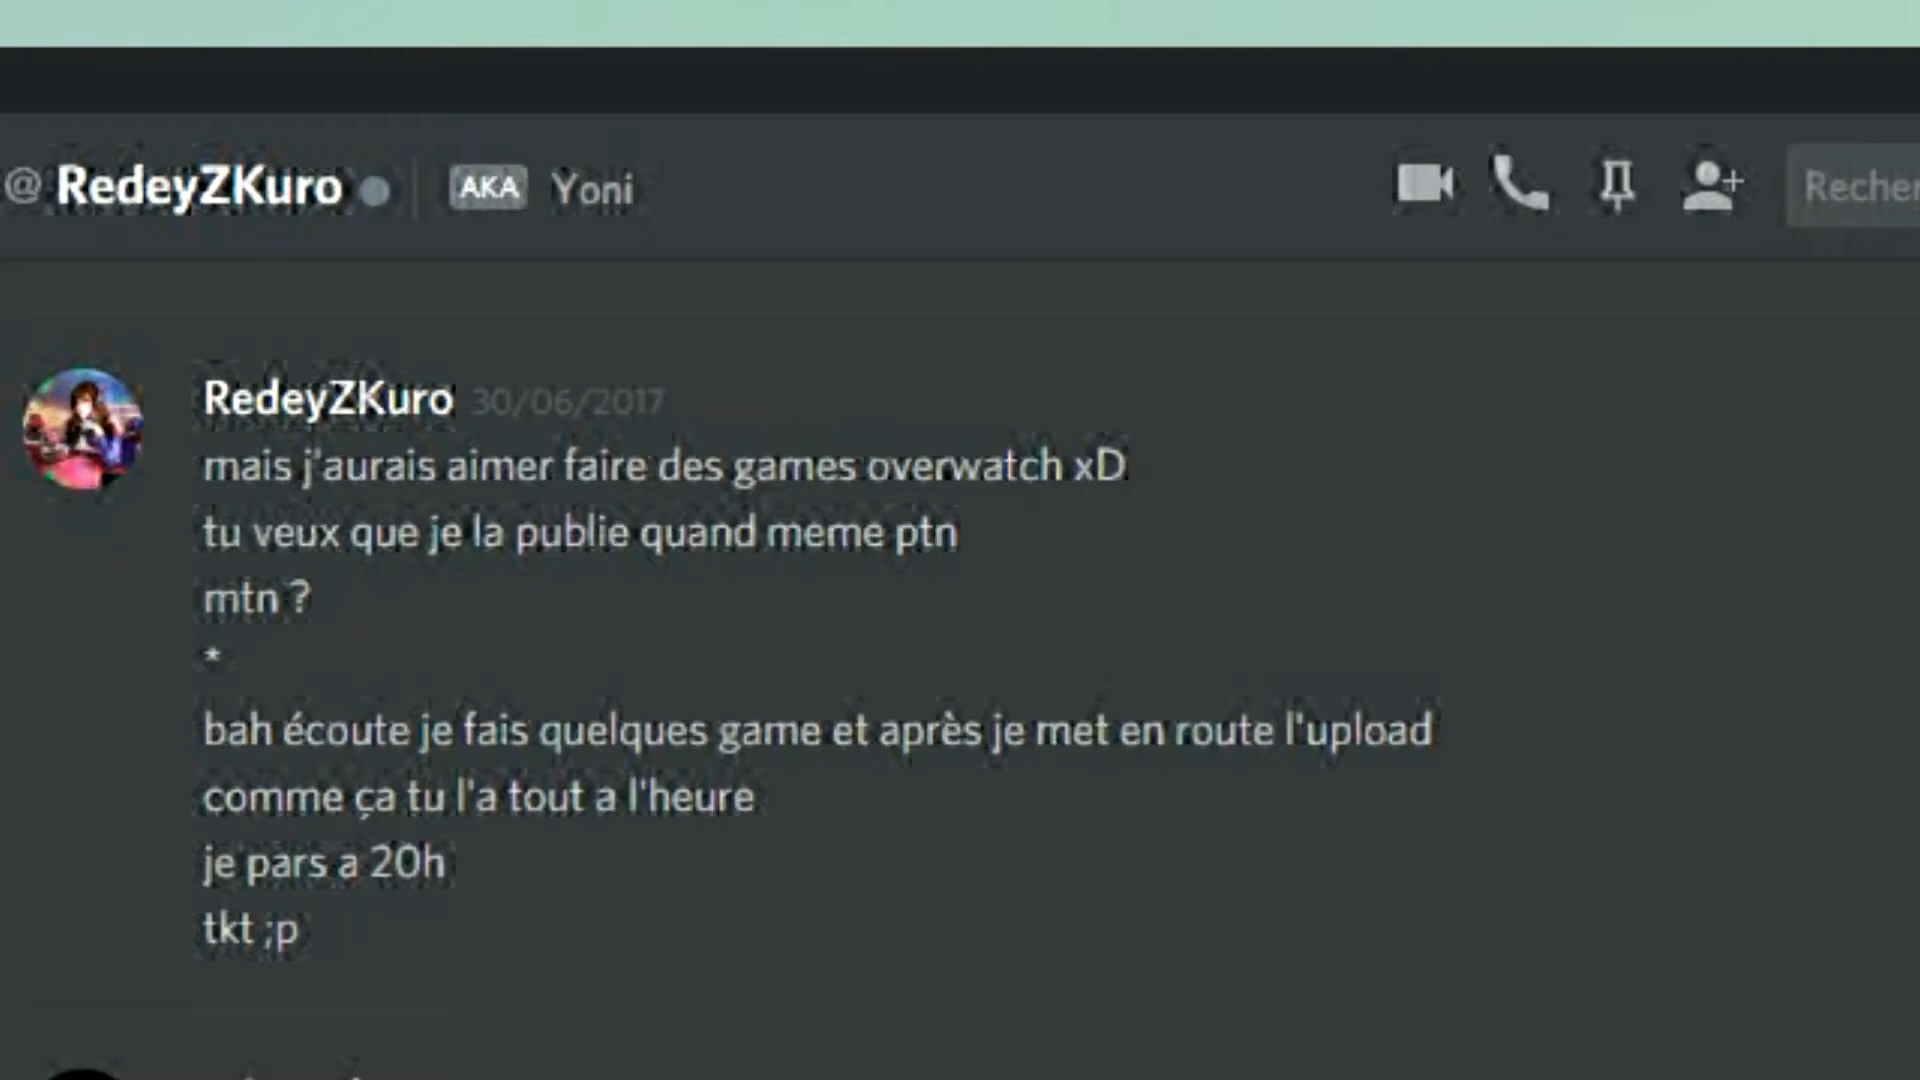 @ RedeyZKuro AKA Yoni Recher
RedeyZKuro 30/06/2017
mais j'aurais aimer faire des games overwatch xD
tu veux que je la publie quand meme ptn
mtn ?
*
bah écoute je fais quelques game et après je met en route l'upload
comme ça tu l'a tout a l'heure
je pars a 20h
tkt ;p